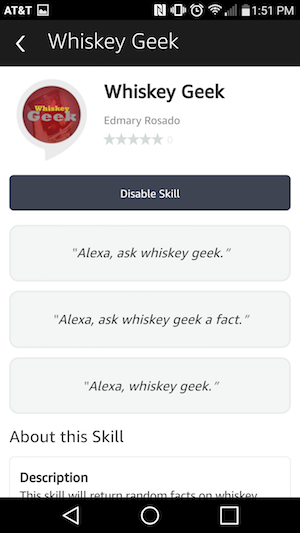 AT&T 1:51 PM
Whiskey Geek
Whiskey
Geek
Whiskey Geek
Edmary Rosado
0
Disable Skill
"Alexa, ask whiskey geek."
"Alexa, ask whiskey geek a fact."
"Alexa, whiskey geek."
About this Skill
Description
This skill will return random facts on whiskey